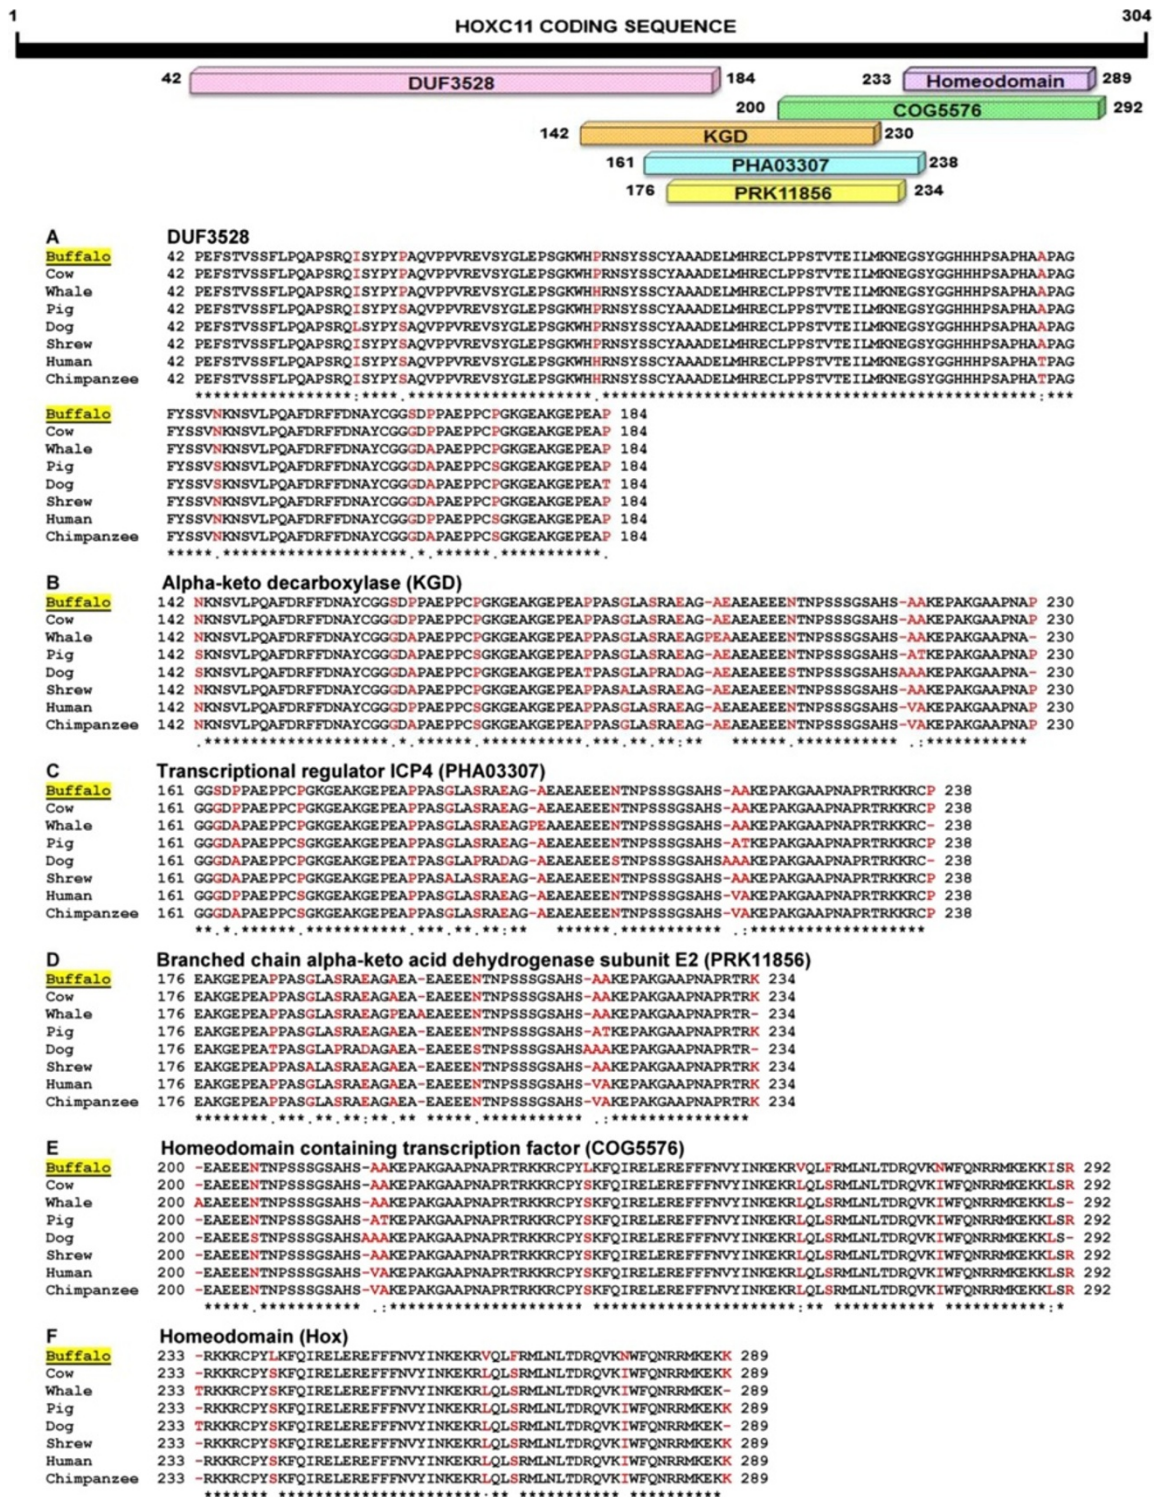 1 304
HOXC11 CODING SEQUENCE
42 DUF3528 184 233 Homeodomain 289
200 COG5576 292
142 KGD 230
161 PHA03307 238
176 PRK11856 234
A DUF3528
Buffalo 42 PEFSTVSSFLPQAPSRQISYPYPAQVPPVREVSYGLEPSGKWHPRNSYSSCYAAADELMHRECLPPSTVTEILMKNEGSYGGHHHPSAPHAAPAG
Cow 42 PEFSTVSSFLPQAPSRQISYPYPAQVPPVREVSYGLEPSGKWHPRNSYSSCYAAADELMHRECLPPSTVTEILMKNEGSYGGHHHPSAPHAAPAG
Whale 42 PEFSTVSSFLPQAPSRQISYPYPAQVPPVREVSYGLEPSGKWHHRNSYSSCYAAADELMHRECLPPSTVTEILMKNEGSYGGHHHPSAPHAAPAG
Pig 42 PEFSTVSSFLPQAPSRQISYPYSAQVPPVREVSYGLEPSGKWHPRNSYSSCYAAADELMHRECLPPSTVTEILMKNEGSYGGHHHPSAPHAAPAG
Dog 42 PEFSTVSSFLPQAPSRQLSYPYSAQVPPVREVSYGLEPSGKWHPRNSYSSCYAAADELMHRECLPPSTVTEILMKNEGSYGGHHHPSAPHAAPAG
Shrew 42 PEFSTVSSFLPQAPSRQISYPYSAQVPPVREVSYGLEPSGKWHPRNSYSSCYAAADELMHRECLPPSTVTEILMKNEGSYGGHHHPSAPHAAPAG
Human 42 PEFSTVSSFLPQAPSRQISYPYSAQVPPVREVSYGLEPSGKWHHRNSYSSCYAAADELMHRECLPPSTVTEILMKNEGSYGGHHHPSAPHATPAG
Chimpanzee 42 PEFSTVSSFLPQAPSRQISYPYSAQVPPVREVSYGLEPSGKWHHRNSYSSCYAAADELMHRECLPPSTVTEILMKNEGSYGGHHHPSAPHATPAG
*****************:****.********************.***********************************************:***
Buffalo FYSSVNKNSVLPQAFDRFFDNAYCGGSDPPAEPPCPGKGEAKGEPEAP 184
Cow FYSSVNKNSVLPQAFDRFFDNAYCGGGDPPAEPPCPGKGEAKGEPEAP 184
Whale FYSSVNKNSVLPQAFDRFFDNAYCGGGDAPAEPPCPGKGEAKGEPEAP 184
Pig FYSSVSKNSVLPQAFDRFFDNAYCGGGDAPAEPPCSGKGEAKGEPEAP 184
Dog FYSSVSKNSVLPQAFDRFFDNAYCGGGDAPAEPPCPGKGEAKGEPEAT 184
Shrew FYSSVNKNSVLPQAFDRFFDNAYCGGGDAPAEPPCPGKGEAKGEPEAP 184
Human FYSSVNKNSVLPQAFDRFFDNAYCGGGDPPAEPPCSGKGEAKGEPEAP 184
Chimpanzee FYSSVNKNSVLPQAFDRFFDNAYCGGGDAPAEPPCSGKGEAKGEPEAP 184
*****.********************.*.******.***********.
B Alpha-keto decarboxylase (KGD)
Buffalo 142 NKNSVLPQAFDRFFDNAYCGGSDPPAEPPCPGKGEAKGEPEAPPASGLASRAEAG-AEAEAEEENTNPSSSGSAHS-AAKEPAKGAAPNAP 230
Cow 142 NKNSVLPQAFDRFFDNAYCGGGDPPAEPPCPGKGEAKGEPEAPPASGLASRAEAG-AEAEAEEENTNPSSSGSAHS-AAKEPAKGAAPNAP 230
Whale 142 NKNSVLPQAFDRFFDNAYCGGGDAPAEPPCPGKGEAKGEPEAPPASGLASRAEAGPEAAEAEEENTNPSSSGSAHS-AAKEPAKGAAPNA- 230
Pig 142 SKNSVLPQAFDRFFDNAYCGGGDAPAEPPCSGKGEAKGEPEAPPASGLASRAEAG-AEAEAEEENTNPSSSGSAHS-ATKEPAKGAAPNAP 230
Dog 142 SKNSVLPQAFDRFFDNAYCGGGDAPAEPPCPGKGEAKGEPEATPASGLAPRADAG-AEAEAEEESTNPSSSGSAHSAAAKEPAKGAAPNA- 230
Shrew 142 NKNSVLPQAFDRFFDNAYCGGGDAPAEPPCPGKGEAKGEPEAPPASALASRAEAG-AEAEAEEENTNPSSSGSAHS-AAKEPAKGAAPNAP 230
Human 142 NKNSVLPQAFDRFFDNAYCGGGDPPAEPPCSGKGEAKGEPEAPPASGLASRAEAG-AEAEAEEENTNPSSSGSAHS-VAKEPAKGAAPNAP 230
Chimpanzee 142 NKNSVLPQAFDRFFDNAYCGGGDAPAEPPCSGKGEAKGEPEAPPASGLASRAEAG-AEAEAEEENTNPSSSGSAHS-VAKEPAKGAAPNAP 230
.********************.*.******.***********.***.**.**:** ******.*********** .:***********
C Transcriptional regulator ICP4 (PHA03307)
Buffalo 161 GGSDPPAEPPCPGKGEAKGEPEAPPASGLASRAEAG-AEAEAEEENTNPSSSGSAHS-AAKEPAKGAAPNAPRTRKKRCP 238
Cow 161 GGGDPPAEPPCPGKGEAKGEPEAPPASGLASRAEAG-AEAEAEEENTNPSSSGSAHS-AAKEPAKGAAPNAPRTRKKRCP 238
Whale 161 GGGDAPAEPPCPGKGEAKGEPEAPPASGLASRAEAGPEAAEAEEENTNPSSSGSAHS-AAKEPAKGAAPNAPRTRKKRC- 238
Pig 161 GGGDAPAEPPCSGKGEAKGEPEAPPASGLASRAEAG-AEAEAEEENTNPSSSGSAHS-ATKEPAKGAAPNAPRTRKKRCP 238
Dog 161 GGGDAPAEPPCPGKGEAKGEPEATPASGLAPRADAG-AEAEAEEESTNPSSSGSAHSAAAKEPAKGAAPNAPRTRKKRC- 238
Shrew 161 GGGDAPAEPPCPGKGEAKGEPEAPPASALASRAEAG-AEAEAEEENTNPSSSGSAHS-AAKEPAKGAAPNAPRTRKKRCP 238
Human 161 GGGDPPAEPPCSGKGEAKGEPEAPPASGLASRAEAG-AEAEAEEENTNPSSSGSAHS-VAKEPAKGAAPNAPRTRKKRCP 238
Chimpanzee 161 GGGDAPAEPPCSGKGEAKGEPEAPPASGLASRAEAG-AEAEAEEENTNPSSSGSAHS-VAKEPAKGAAPNAPRTRKKRCP 238
**.*.******.***********.***.**.**:** ******.*********** .:********************
D Branched chain alpha-keto acid dehydrogenase subunit E2 (PRK11856)
Buffalo 176 EAKGEPEAPPASGLASRAEAGAEA-EAEEENTNPSSSGSAHS-AAKEPAKGAAPNAPRTRK 234
Cow 176 EAKGEPEAPPASGLASRAEAGAEA-EAEEENTNPSSSGSAHS-AAKEPAKGAAPNAPRTRK 234
Whale 176 EAKGEPEAPPASGLASRAEAGPEAAEAEEENTNPSSSGSAHS-AAKEPAKGAAPNAPRTR- 234
Pig 176 EAKGEPEAPPASGLASRAEAGAEA-EAEEENTNPSSSGSAHS-ATKEPAKGAAPNAPRTRK 234
Dog 176 EAKGEPEATPASGLAPRADAGAEA-EAEEESTNPSSSGSAHSAAAKEPAKGAAPNAPRTR- 234
Shrew 176 EAKGEPEAPPASALASRAEAGAEA-EAEEENTNPSSSGSAHS-AAKEPAKGAAPNAPRTRK 234
Human 176 EAKGEPEAPPASGLASRAEAGAEA-EAEEENTNPSSSGSAHS-VAKEPAKGAAPNAPRTRK 234
Chimpanzee 176 EAKGEPEAPPASGLASRAEAGAEA-EAEEENTNPSSSGSAHS-VAKEPAKGAAPNAPRTRK 234
********.***.**.**:**.** *****.*********** .:***************
E Homeodomain containing transcription factor (COG5576)
Buffalo 200 -EAEEENTNPSSSGSAHS-AAKEPAKGAAPNAPRTRKKRCPYLKFQIRELEREFFFNVYINKEKRVQLFRMLNLTDRQVKNWFQNRRMKEKKISR 292
Cow 200 -EAEEENTNPSSSGSAHS-AAKEPAKGAAPNAPRTRKKRCPYSKFQIRELEREFFFNVYINKEKRLQLSRMLNLTDRQVKIWFQNRRMKEKKLSR 292
Whale 200 AEAEEENTNPSSSGSAHS-AAKEPAKGAAPNAPRTRKKRCPYSKFQIRELEREFFFNVYINKEKRLQLSRMLNLTDRQVKIWFQNRRMKEKKLS- 292
Pig 200 -EAEEENTNPSSSGSAHS-ATKEPAKGAAPNAPRTRKKRCPYSKFQIRELEREFFFNVYINKEKRLQLSRMLNLTDRQVKIWFQNRRMKEKKLSR 292
Dog 200 -EAEEESTNPSSSGSAHSAAAKEPAKGAAPNAPRTRKKRCPYSKFQIRELEREFFFNVYINKEKRLQLSRMLNLTDRQVKIWFQNRRMKEKKLS- 292
Shrew 200 -EAEEENTNPSSSGSAHS-AAKEPAKGAAPNAPRTRKKRCPYSKFQIRELEREFFFNVYINKEKRLQLSRMLNLTDRQVKIWFQNRRMKEKKLSR 292
Human 200 -EAEEENTNPSSSGSAHS-VAKEPAKGAAPNAPRTRKKRCPYSKFQIRELEREFFFNVYINKEKRLQLSRMLNLTDRQVKIWFQNRRMKEKKLSR 292
Chimpanzee 200 -EAEEENTNPSSSGSAHS-VAKEPAKGAAPNAPRTRKKRCPYSKFQIRELEREFFFNVYINKEKRLQLSRMLNLTDRQVKIWFQNRRMKEKKLSR 292
*****.*********** .:********************* **********************:** *********** ***********:*
F Homeodomain (Hox)
Buffalo 233 -RKKRCPYLKFQIRELEREFFFNVYINKEKRVQLFRMLNLTDRQVKNWFQNRRMKEKK 289
Cow 233 -RKKRCPYSKFQIRELEREFFFNVYINKEKRLQLSRMLNLTDRQVKIWFQNRRMKEKK 289
Whale 233 TRKKRCPYSKFQIRELEREFFFNVYINKEKRLQLSRMLNLTDRQVKIWFQNRRMKEK- 289
Pig 233 -RKKRCPYSKFQIRELEREFFFNVYINKEKRLQLSRMLNLTDRQVKIWFQNRRMKEKK 289
Dog 233 TRKKRCPYSKFQIRELEREFFFNVYINKEKRLQLSRMLNLTDRQVKIWFQNRRMKEK- 289
Shrew 233 -RKKRCPYSKFQIRELEREFFFNVYINKEKRLQLSRMLNLTDRQVKIWFQNRRMKEKK 289
Human 233 -RKKRCPYSKFQIRELEREFFFNVYINKEKRLQLSRMLNLTDRQVKIWFQNRRMKEKK 289
Chimpanzee 233 -RKKRCPYSKFQIRELEREFFFNVYINKEKRLQLSRMLNLTDRQVKIWFQNRRMKEKK 289
******* **********************:** *********** **********